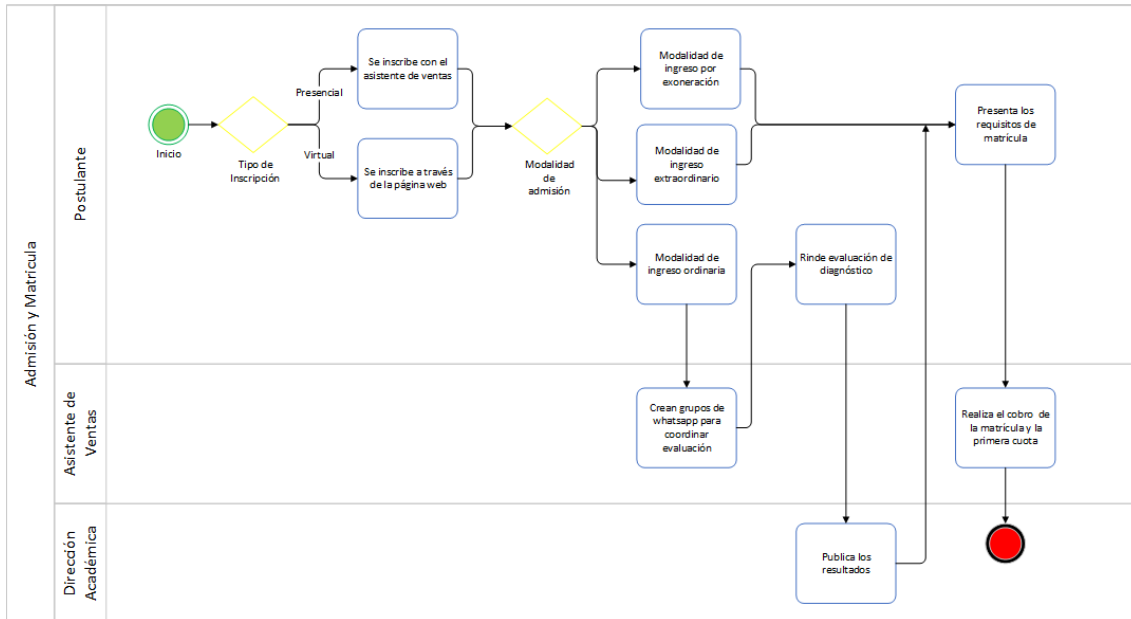 Admisión y Matricula
Postulante
Inicio
Tipo de
Inscripción
Presencial
Virtual
Se inscribe con el
asistente de ventas
Se inscribe a través
de la página web
Modalidad
de
admisión
Modalidad de
ingreso por
exoneración
Modalidad de
ingreso extraordinario
Modalidad de
ingreso ordinaria
Rinde evaluación de
diagnóstico
Presenta los
requisitos de
matrícula
Asistente de
Ventas
Crean grupos de
whatsapp para
coordinar
evaluación
Realiza el cobro de
la matrícula y la
primera cuota
Dirección
Académica
Publica los
resultados